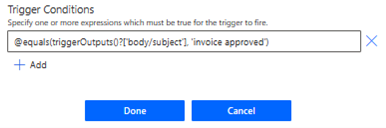 Trigger Conditions
Specify one or more expressions which must be true for the trigger to fire.
@equals(triggerOutputs()?['body/subject'], 'invoice approved')
Add
Done Cancel